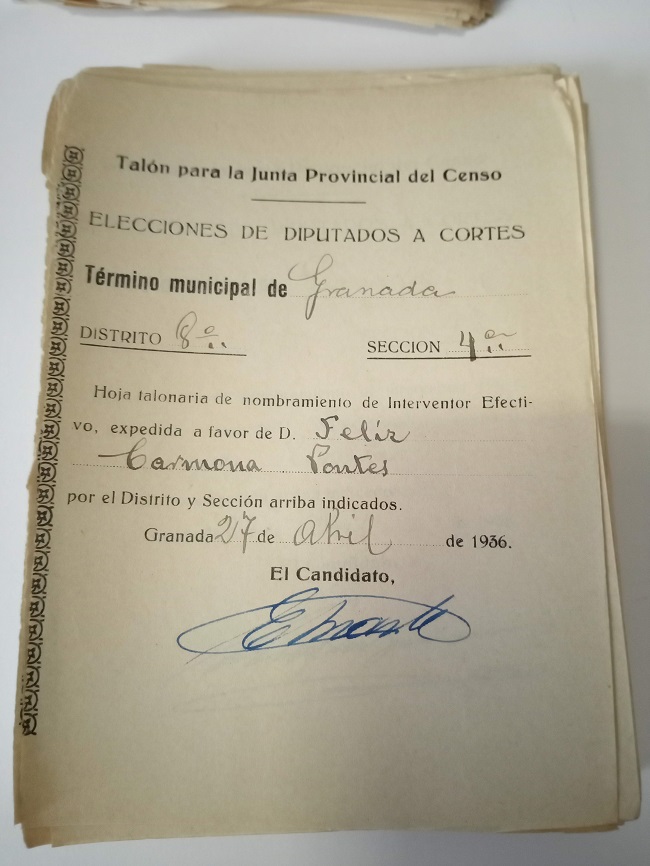 Talón para la Junta Provincial del Censo
ELECCIONES DE DIPUTADOS A CORTES
Término municipal de Granada
DISTRITO 8º SECCION 4ª
Hoja talonaria de nombramiento de Interventor Efecti-
vo, expedida a favor de D. Felix
Carmona Pontes
por el Distrito y Sección arriba indicados.
Granada 27 de Abril de 1936.
El Candidato,